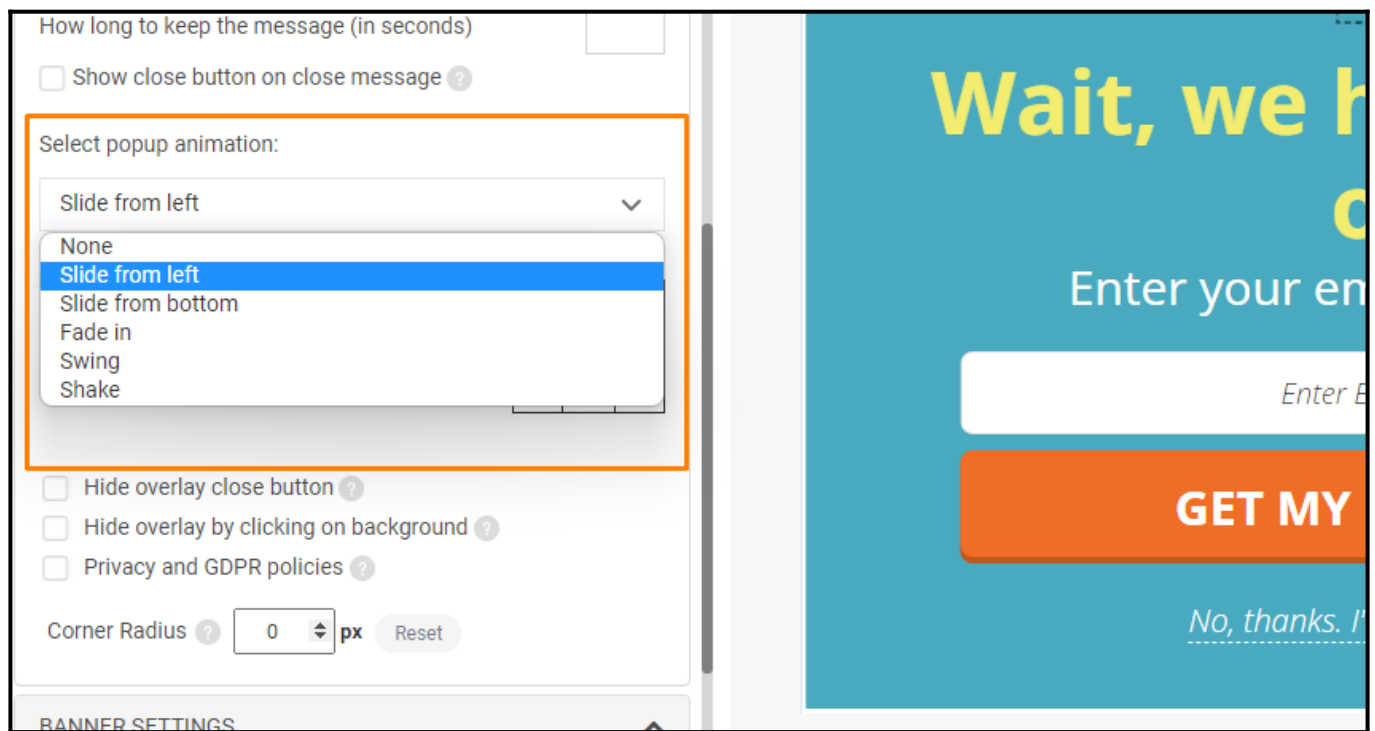 How long to keep the message (in seconds)
Show close button on close message ?
Select popup animation:
Slide from left
None
Slide from left
Slide from bottom
Fade in
Swing
Shake
Hide overlay close button ?
Hide overlay by clicking on background ?
Privacy and GDPR policies ?
Corner Radius ? 0 px Reset
BANNER SETTINGS
Wait, we h
o
Enter your em
Enter E
GET MY
No, thanks. I'